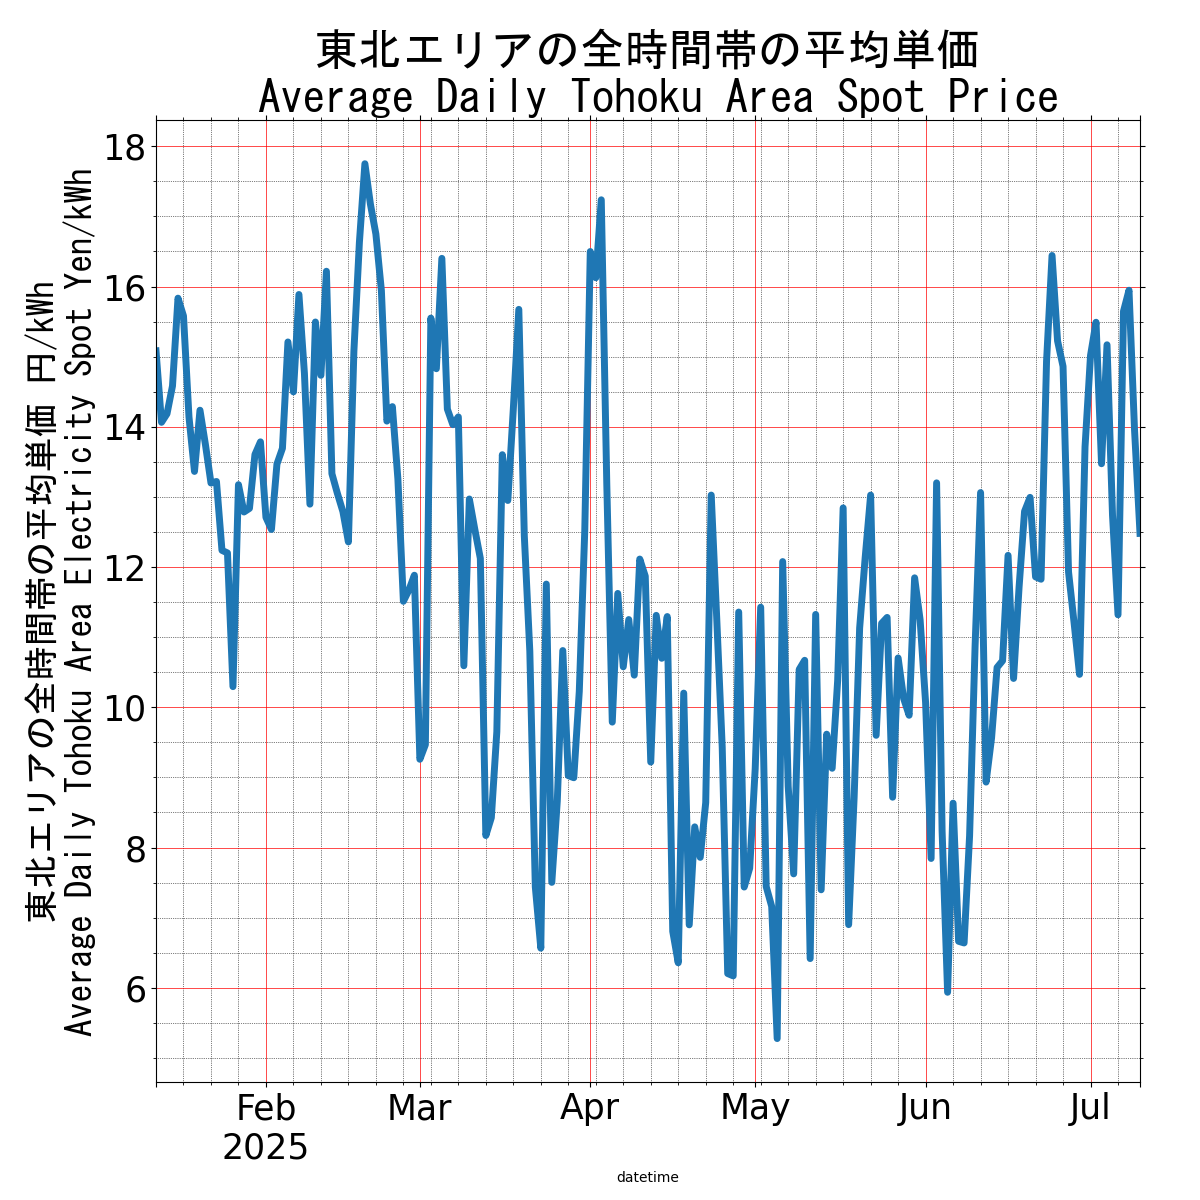 東北エリアの全時間帯の平均単価
Average Daily Tohoku Area Spot Price
東北エリアの全時間帯の平均単価 円/kWh
Average Daily Tohoku Area Electricity Spot Yen/kWh
18
16
14
12
10
8
6
Feb
2025
Mar
Apr
May
Jun
Jul
datetime